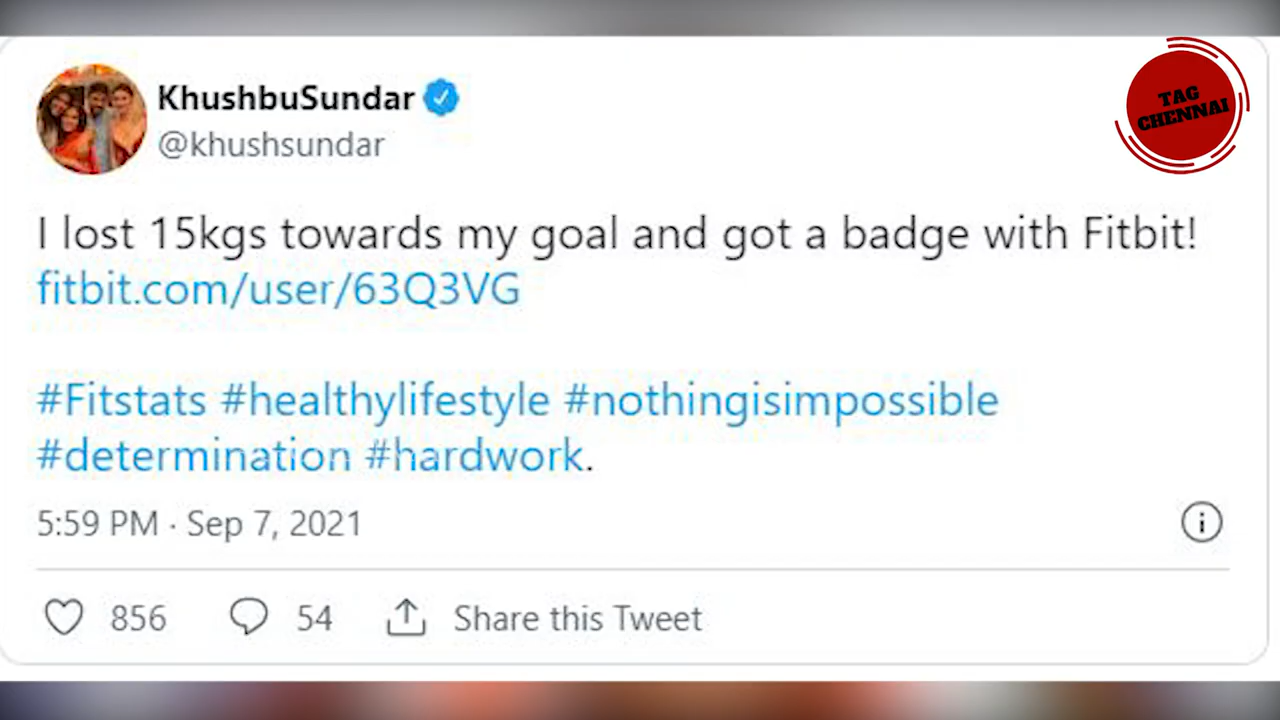 KhushbuSundar
@khushsundar
TAG
CHENNAI
I lost 15kgs towards my goal and got a badge with Fitbit!
fitbit.com/user/63Q3VG
#Fitstats #healthylifestyle #nothingisimpossible
#determination #hardwork.
5:59 PM · Sep 7, 2021
856 54 Share this Tweet